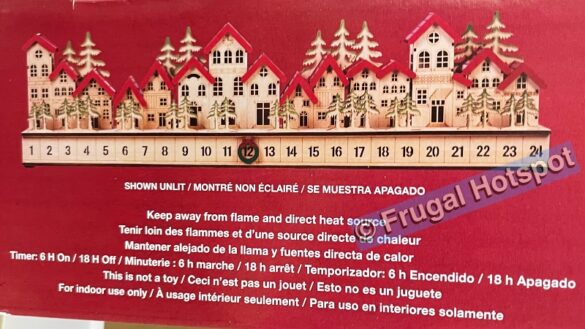 1 2 3 4 5 6 7 8 9 10 11 12 13 14 15 16 17 18 19 20 21 22 23 24
SHOWN UNLIT / MONTRÉ NON ÉCLAIRÉ / SE MUESTRA APAGADO
Keep away from flame and direct heat source
Tenir loin des flammes et d'une source directe de chaleur
Mantener alejado de la llama y fuentes directa de calor
Timer: 6 H On / 18 H Off / Minuterie : 6 h marche / 18 h arrêt / Temporizador: 6 h Encendido / 18 h Apagado
This is not a toy / Ceci n'est pas un jouet / Esto no es un juguete
For indoor use only / À usage intérieur seulement / Para uso en interiores solamente
© Frugal Hotspot